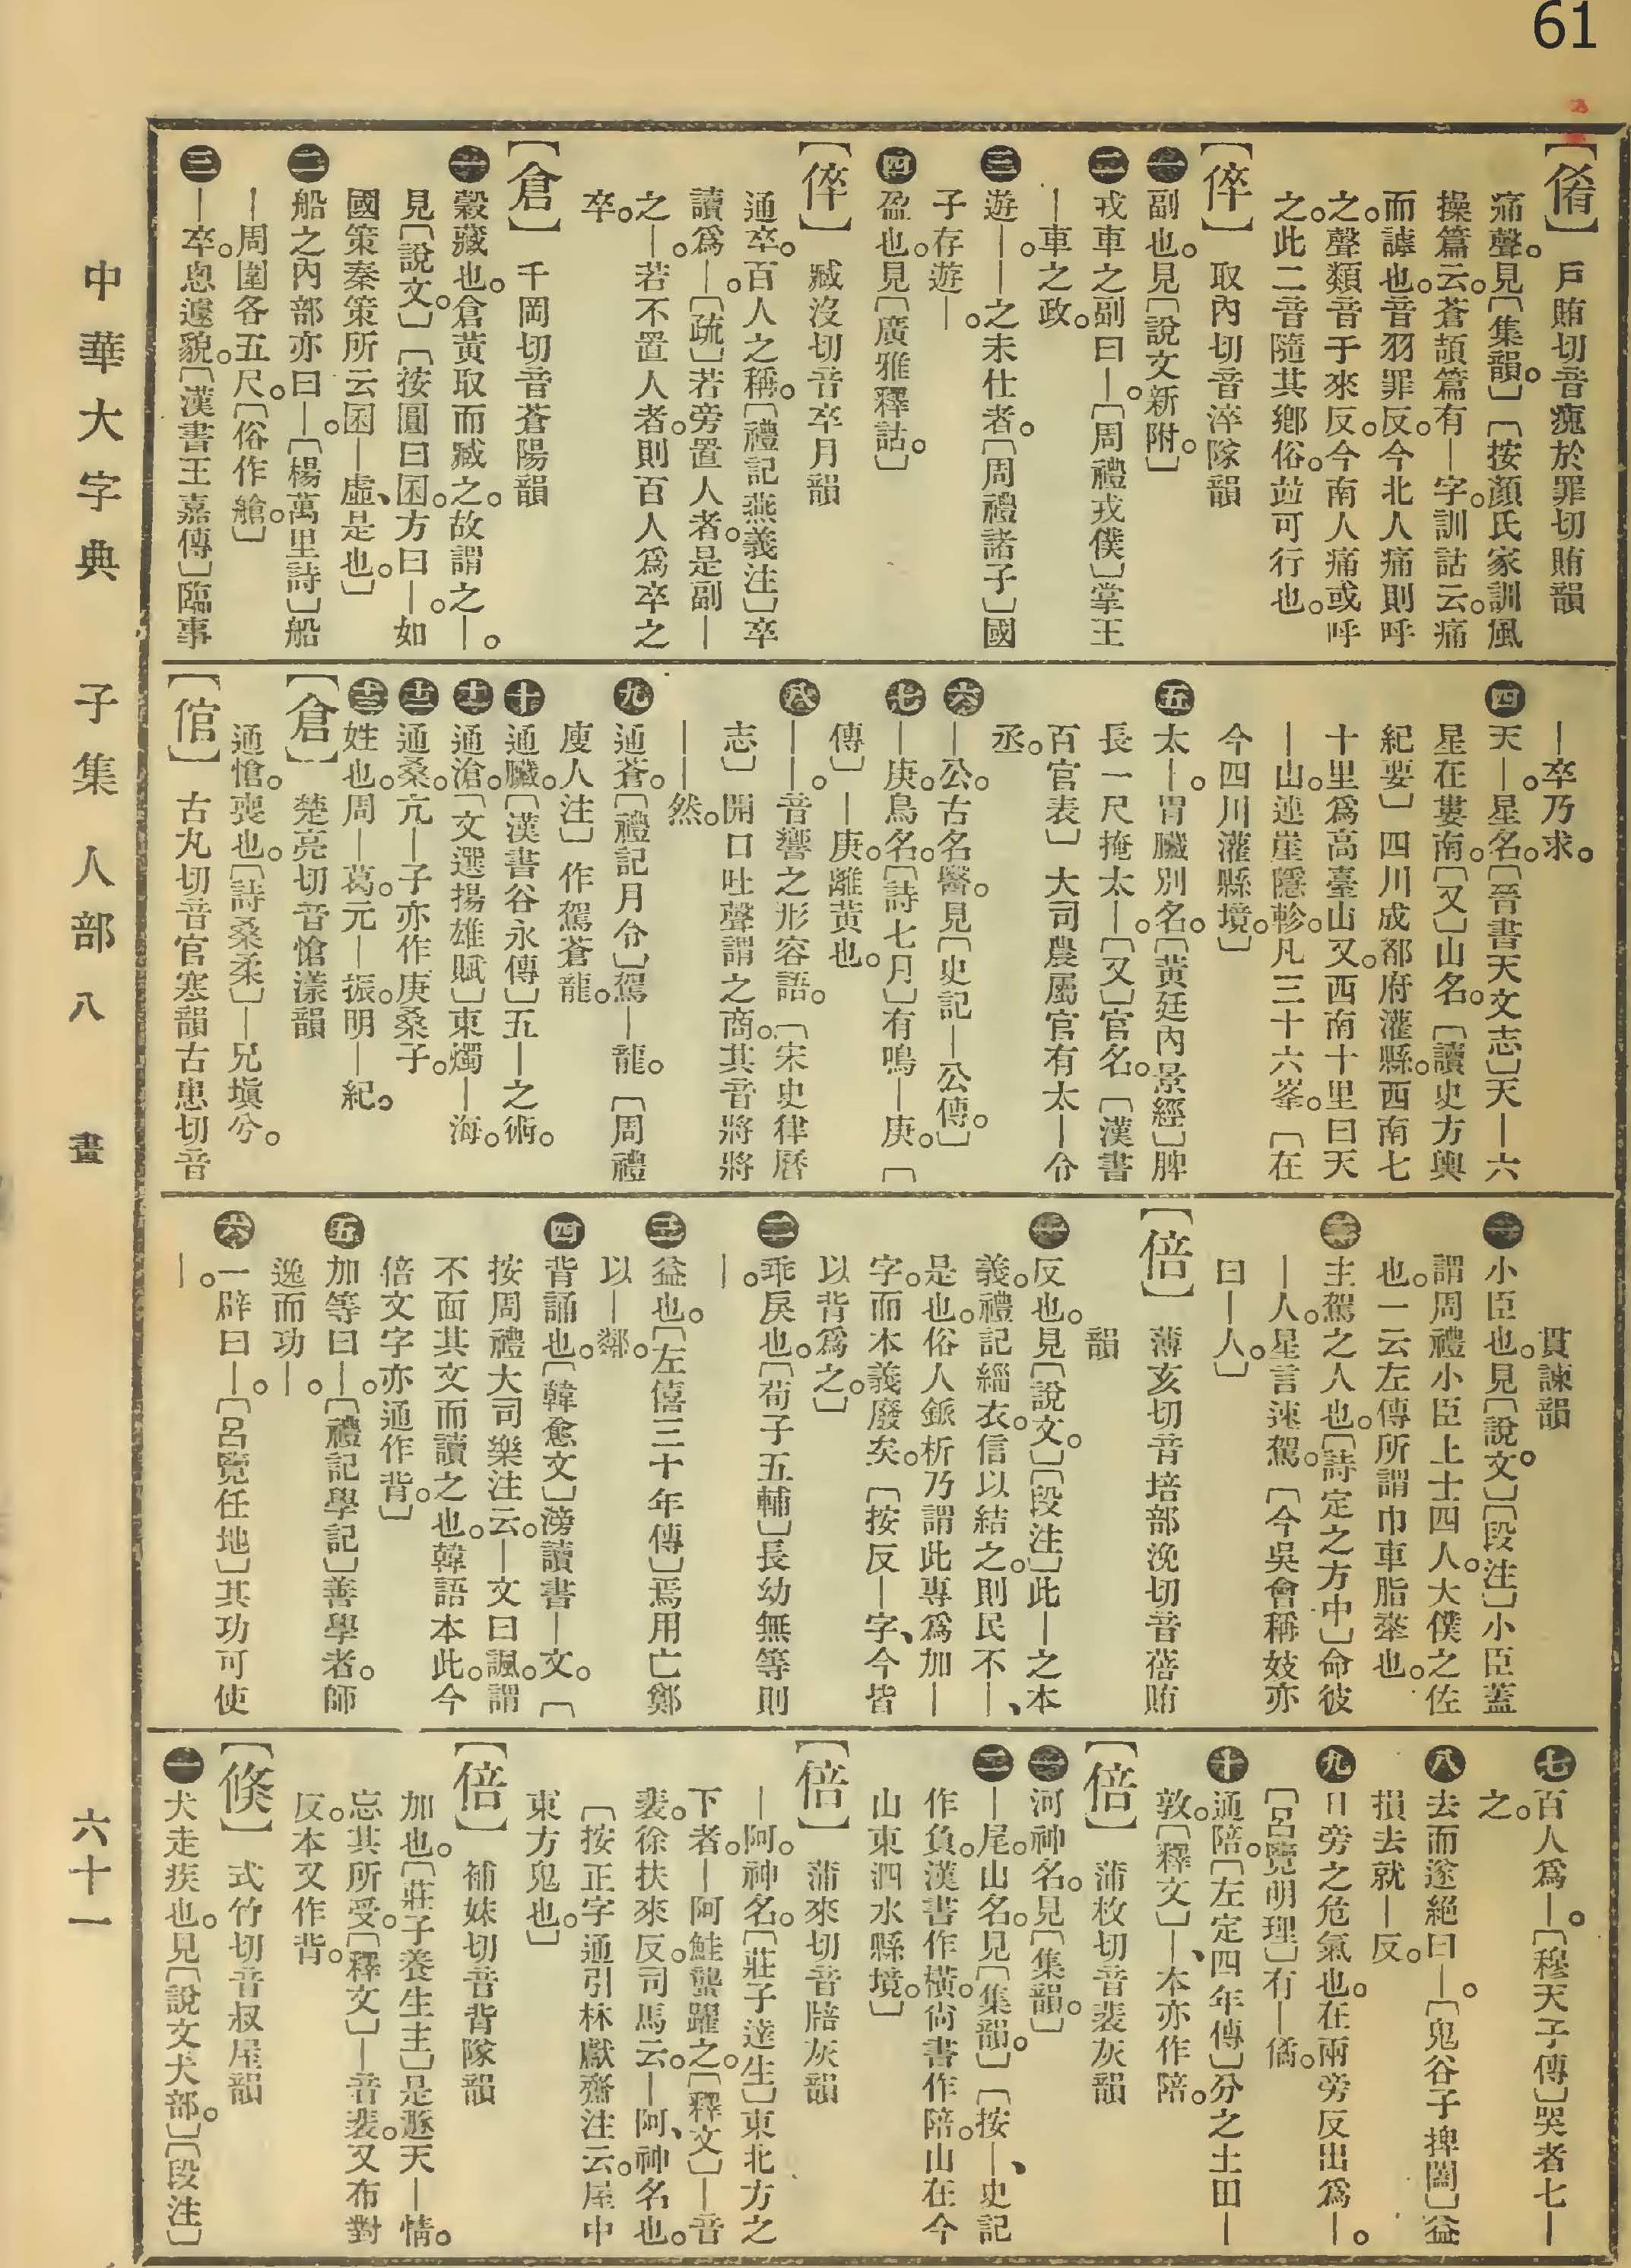 61
【倄】戶賄切音瘣於罪切賄韻
痛聲。見〔集韻。〕〔按顏氏家訓風
操篇云。蒼頡篇有｜字。訓詁云。痛
而謼也。音羽罪反。今北人痛則呼
之。聲類音于來反。今南人痛或呼
之。此二音隨其鄉俗。並可行也。
【倅】取內切音淬隊韻
㊀副也。見〔說文新附。〕
㊁戎車之副曰｜。〔周禮戎僕〕掌王
｜車之政。
㊂遊｜。｜之未仕者。〔周禮諸子〕國
子存遊｜。
㊃盈也。見〔廣雅釋詁。〕
【倅】臧沒切音卒月韻
通卒。百人之稱。〔禮記燕義注〕卒
讀爲｜。〔疏〕若旁置人者。是副｜
之｜。若不置人者。則百人爲卒之
卒。
【倉】千岡切音蒼陽韻
㊀穀藏也。倉黃取而臧之。故謂之｜。
見〔說文。〕〔按圓曰囷。方曰｜。如
國策秦策所云囷｜虛、是也。〕
㊁船之內部亦曰｜。〔楊萬里詩〕船
｜周圍各五尺。〔俗作艙。〕
㊂｜卒。悤遽貌。〔漢書王嘉傳〕臨事
｜卒乃求。
㊃天｜。星名。〔晉書天文志〕天｜六
星在婁南。〔又〕山名。〔讀史方輿
紀要〕四川成都府灌縣。西南七
十里爲高臺山。又西南十里曰天
｜山。連崖隱軫。凡三十六峯。〔在
今四川灌縣境。〕
㊄太｜。胃臟別名。〔黃廷內景經〕脾
長一尺掩太｜。〔又〕官名。〔漢書
百官表〕大司農屬官有太｜令
丞。
㊅｜公。古名醫。見〔史記｜公傳。〕
㊆｜庚。鳥名。〔詩七月〕有鳴｜庚。〔
傳〕｜庚。離黃也。
㊇｜｜。音響之形容語。〔宋史律曆
志〕開口吐聲謂之商。其音將將
｜｜然。
㊈通蒼。〔禮記月令〕駕｜龍。〔周禮
廋人注〕作駕蒼龍。
㊉通臟。〔漢書谷永傳〕五｜之術。
十一通滄。〔文選揚雄賦〕東燭｜海。
十二通桑。亢｜子亦作庚桑子。
十三姓也。周｜葛。元｜振。明｜紀。
【倉】楚亮切音愴漾韻
通愴。喪也。〔詩桑柔〕｜兄塡兮。
【倌】古丸切音官寒韻古患切音
貫諫韻
㊀小臣也。見〔說文。〕〔段注〕小臣蓋
謂周禮小臣上士四人。大僕之佐
也。一云左傳所謂巾車脂舝也。
㊁主駕之人也。〔詩定之方中〕命彼
｜人。星言速駕。〔今吳會稱妓亦
曰｜人。〕
【倍】薄亥切音培部浼切音蓓賄
韻
㊀反也。見〔說文。〕〔段注〕此｜之本
義。禮記緇衣。信以結之。則民不｜、
是也。俗人鈲析。乃謂此專爲加｜
字。而本義廢矣。〔按反｜字、今皆
以背爲之。〕
㊁乖戾也。〔荀子五輔〕長幼無等則
｜。
㊂益也。〔左僖三十年傳〕焉用亡鄭
以｜鄰。
㊃背誦也。〔韓愈文〕滂讀書｜文。〔
按周禮大司樂注云。｜文曰諷。謂
不面其文而讀之也。韓語本此。今
倍文字亦通作背。〕
㊄加等曰｜。〔禮記學記〕善學者。師
逸而功｜。
㊅一辟曰｜。〔呂覽任地〕其功可使
｜。
㊆百人爲｜。〔穆天子傳〕哭者七｜
之。
㊇去而遂絕曰｜。〔鬼谷子捭闔〕益
損去就｜反。
㊈日旁之危氣也。在兩旁反出爲｜。
〔呂覽明理〕有｜僪。
㊉通陪。〔左定四年傳〕分之土田｜
敦。〔釋文〕｜、本亦作陪。
【倍】蒲枚切音裴灰韻
㊀河神名。見〔集韻。〕
㊁｜尾。山名。見〔集韻。〕〔按｜、史記
作負。漢書作橫。尙書作陪。山在今
山東泗水縣境。〕
【倍】蒲來切音㟝灰韻
｜阿。神名。〔莊子達生〕東北方之
下者。｜阿鮭蠪躍之。〔釋文〕｜音
裴。徐扶來反。司馬云。｜阿、神名也。
〔按正字通引林獻齋注云。屋中
東方鬼也。〕
【倍】補妹切音背隊韻
加也。〔莊子養生主〕是遯天｜情。
忘其所受。〔釋文〕｜音裴。又布對
反。本又作背。
【倏】式竹切音叔屋韻
㊀犬走疾也。見〔說文犬部。〕〔段注〕
中華大字典　子集　人部　八　畫　六十一